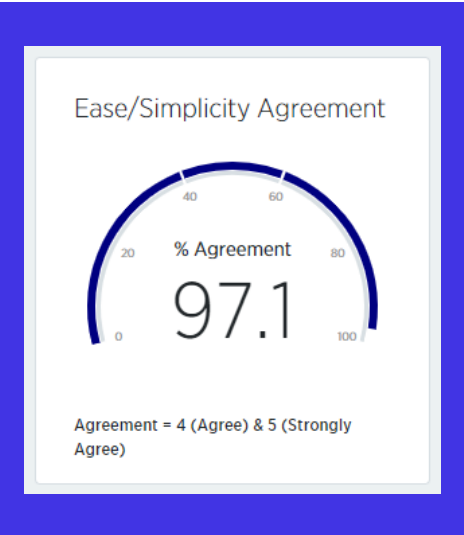 Ease/Simplicity Agreement
40
60
20
% Agreement
80
97.1
0
100
Agreement = 4 (Agree) & 5 (Strongly
Agree)